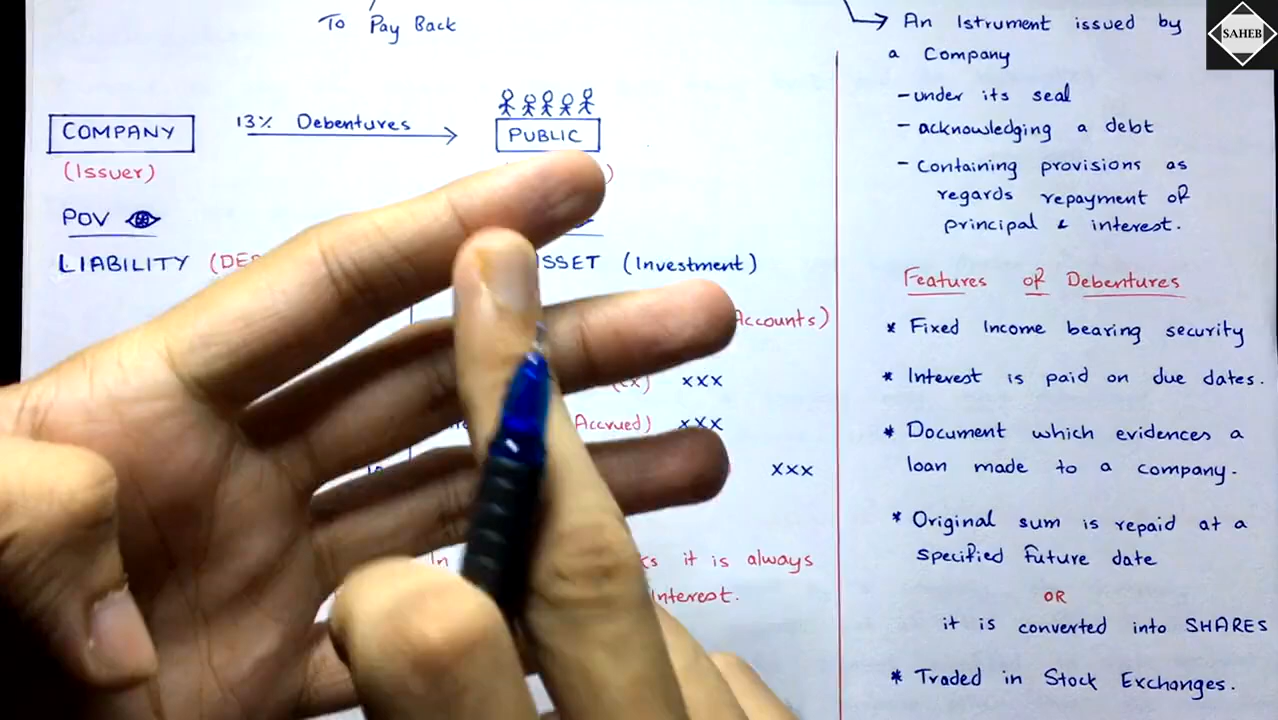 To Pay Back
COMPANY
13% Debentures
PUBLIC
(Issuer)
)
POV
LIABILITY
ASSET (Investment)
Accounts)
xxx
Accrued) xxx
xxx
In
it is always
Interest.
An Istrument issued by
a Company
- under its seal
- acknowledging a debt
- Containing provisions as
regards repayment of
principal & interest.
Features of Debentures
* Fixed Income bearing security
* Interest is paid on due dates.
* Document which evidences a
loan made to a company.
* Original sum is repaid at a
specified future date
OR
it is converted into SHARES
* Traded in Stock Exchanges.
SAHEB